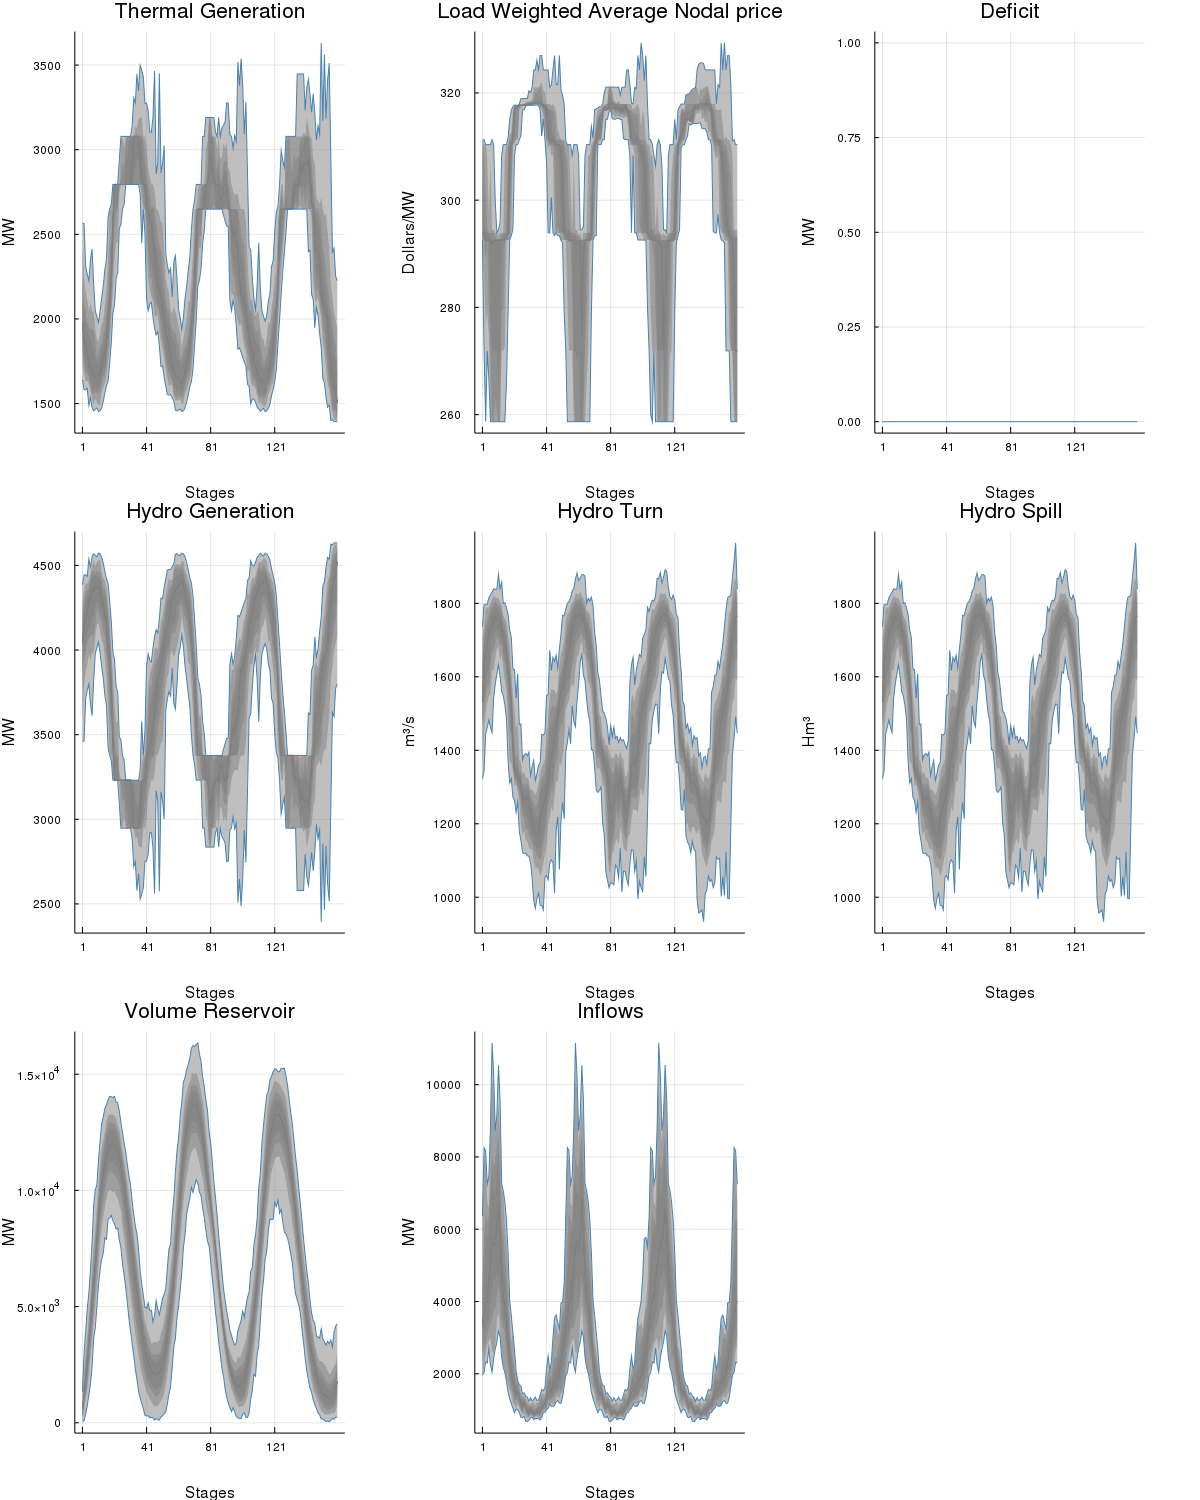 Thermal Generation
Load Weighted Average Nodal price
Deficit
3500
3000
2500
2000
1500
MW
1
41
81
121
Stages
320
300
280
260
Dollars/MW
1
41
81
121
Stages
1.00
0.75
0.50
0.25
0.00
MW
1
41
81
121
Stages
Hydro Generation
Hydro Turn
Hydro Spill
4500
4000
3500
3000
2500
MW
1
41
81
121
Stages
1800
1600
1400
1200
1000
m³/s
1
41
81
121
Stages
1800
1600
1400
1200
1000
Hm³
1
41
81
121
Stages
Volume Reservoir
Inflows
1.5×10⁴
1.0×10⁴
5.0×10³
0
MW
1
41
81
121
Stages
10000
8000
6000
4000
2000
MW
1
41
81
121
Stages